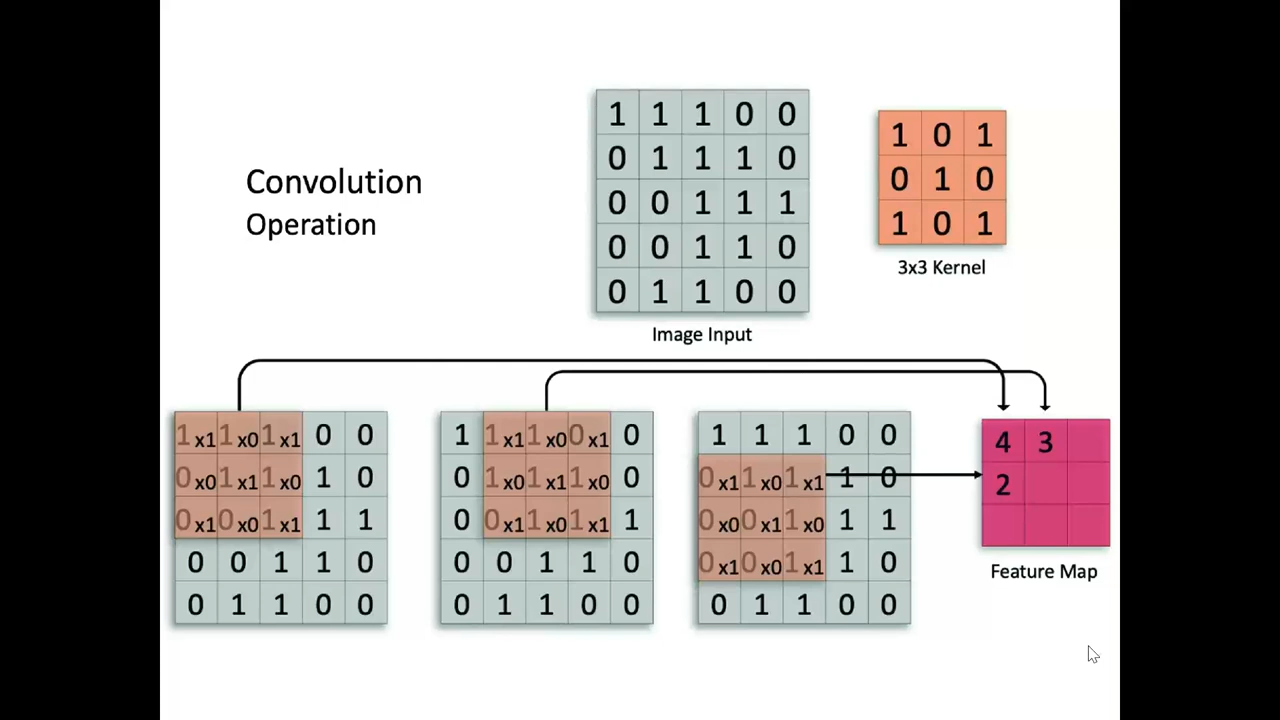 Convolution
Operation
1 1 1 0 0
0 1 1 1 0
0 0 1 1 1
0 0 1 1 0
0 1 1 0 0
Image Input
1 0 1
0 1 0
1 0 1
3x3 Kernel
1x1 1x0 1x1 0 0
0x0 1x1 1x0 1 0
0x1 0x0 1x1 1 1
0 0 1 1 0
0 1 1 0 0
1 1x1 1x0 0x1 0
0 1x0 1x1 1x0 0
0 0x1 1x0 1x1 1
0 0 1 1 0
0 1 1 0 0
1 1 1 0 0
0x1 1x0 1x1 1 0
0x0 0x1 1x0 1 1
0x1 0x0 1x1 1 0
0 1 1 0 0
4 3
2
Feature Map